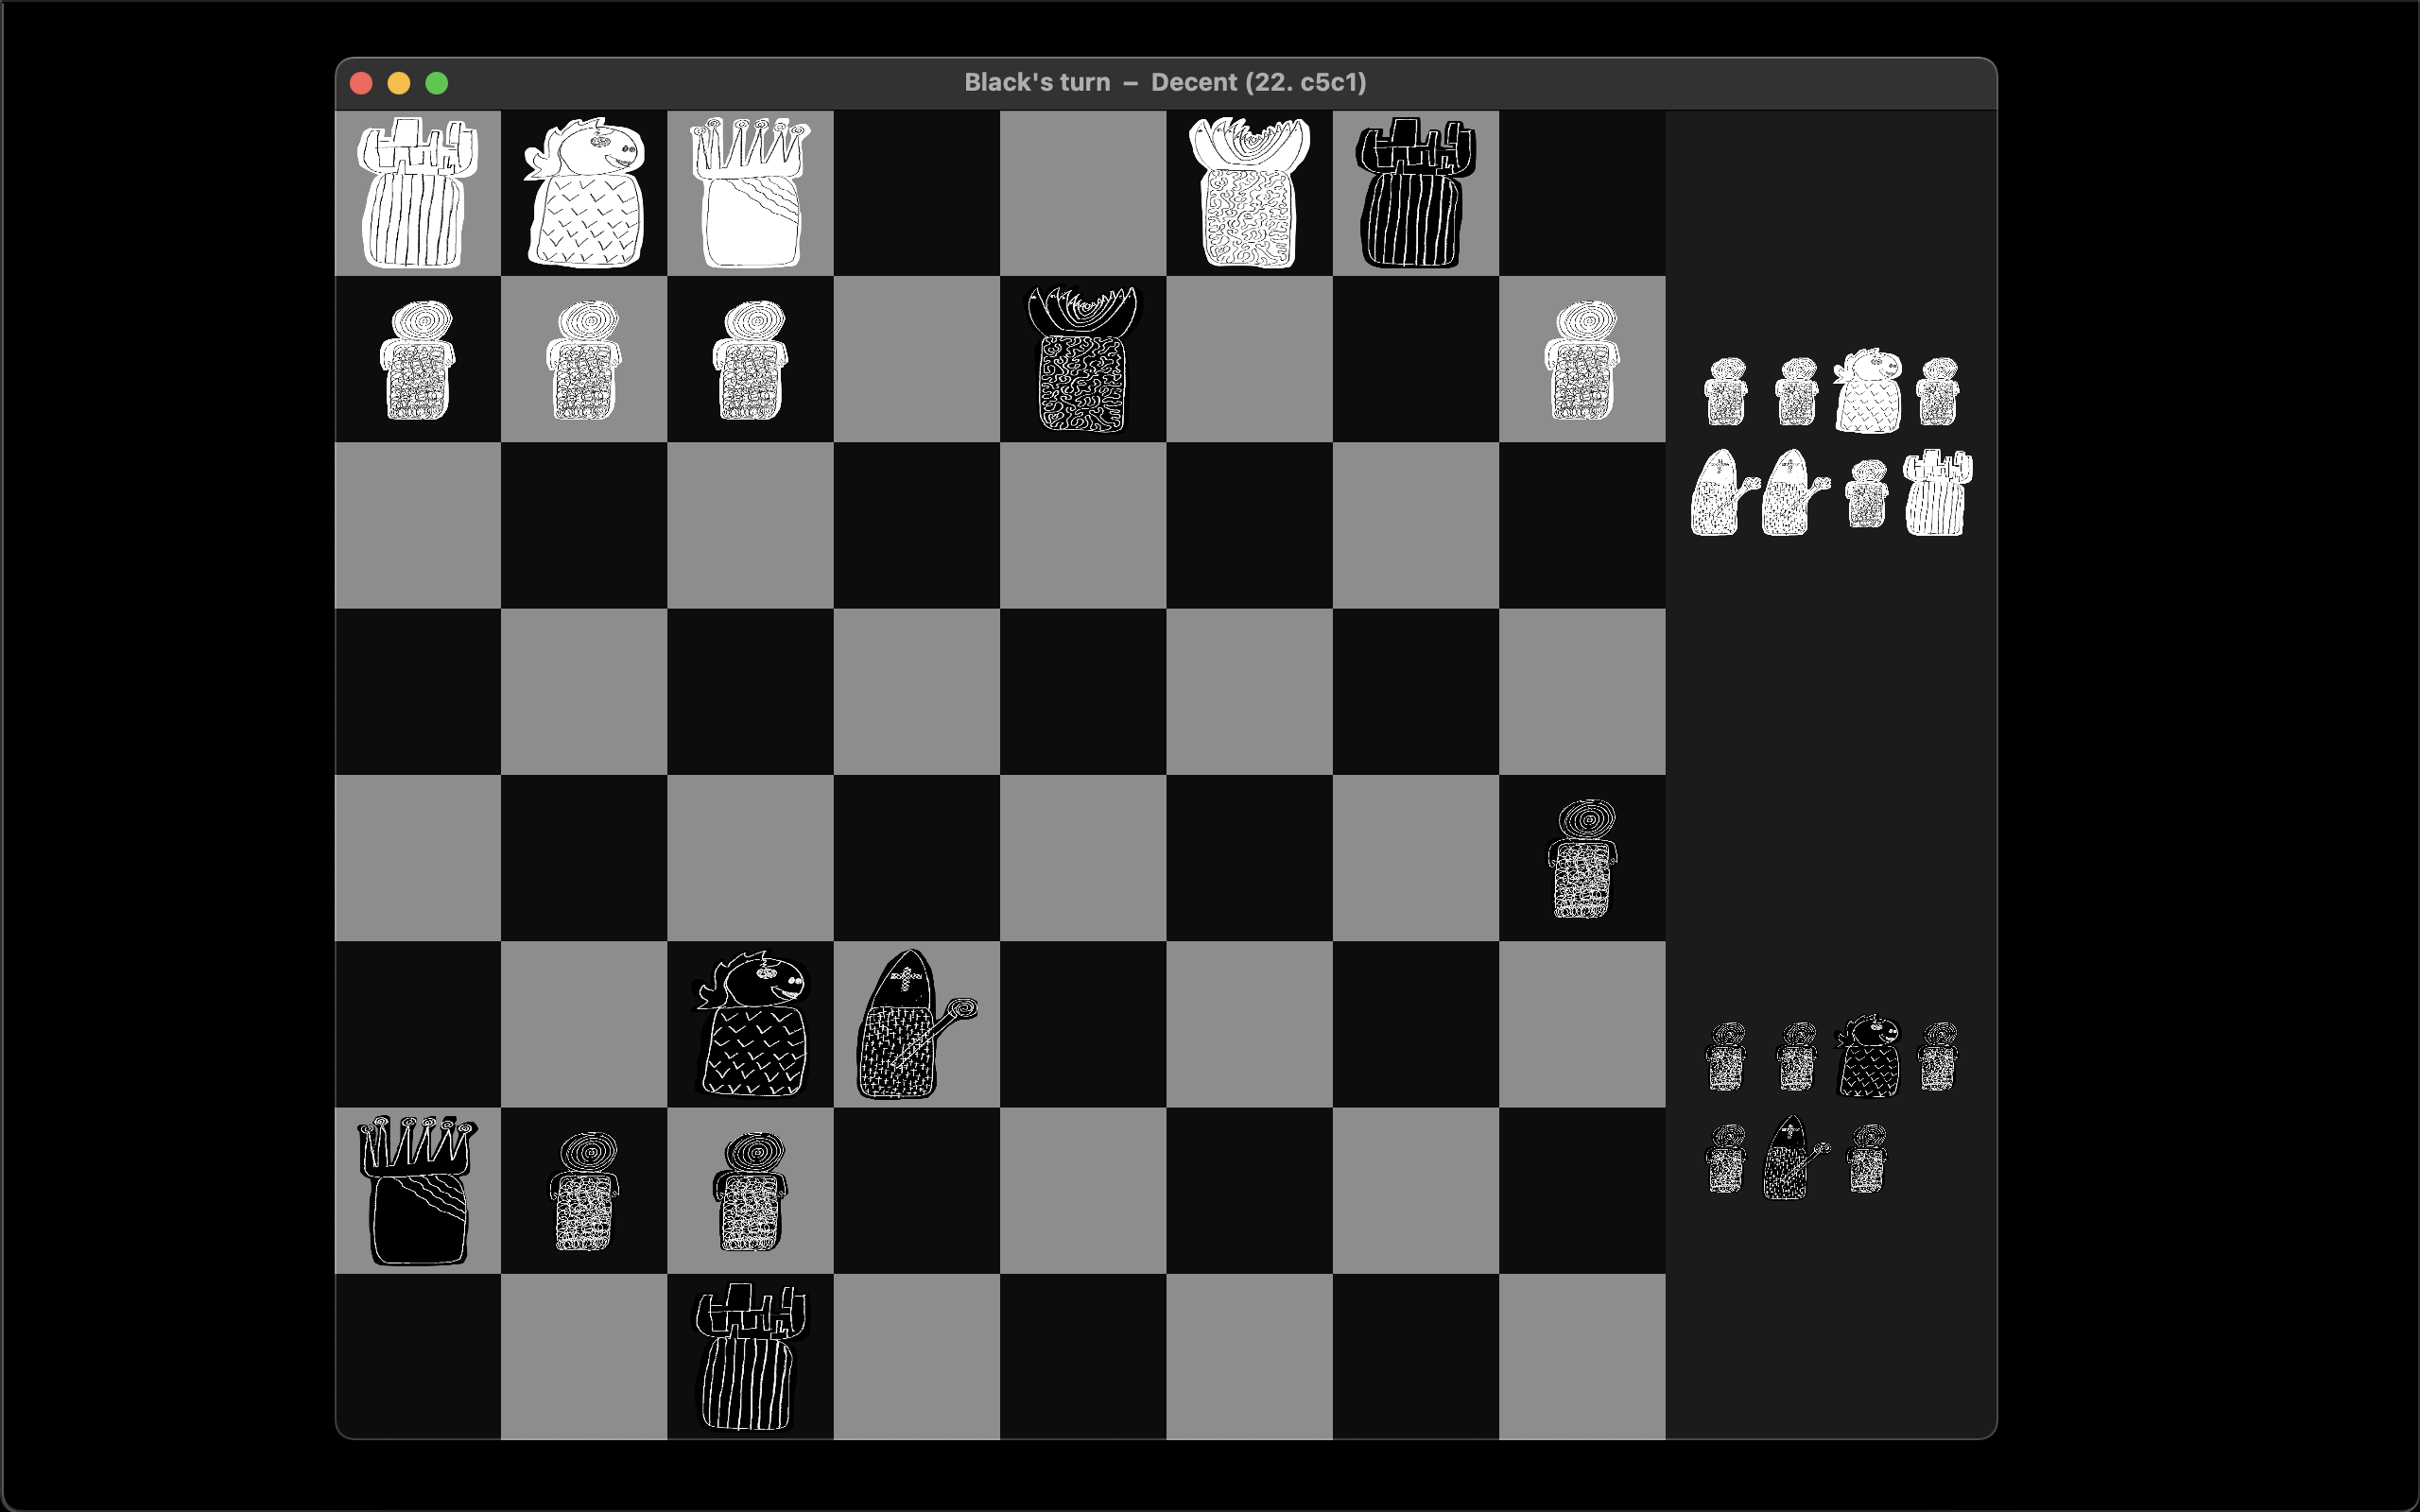 Black's turn – Decent (22. c5c1)